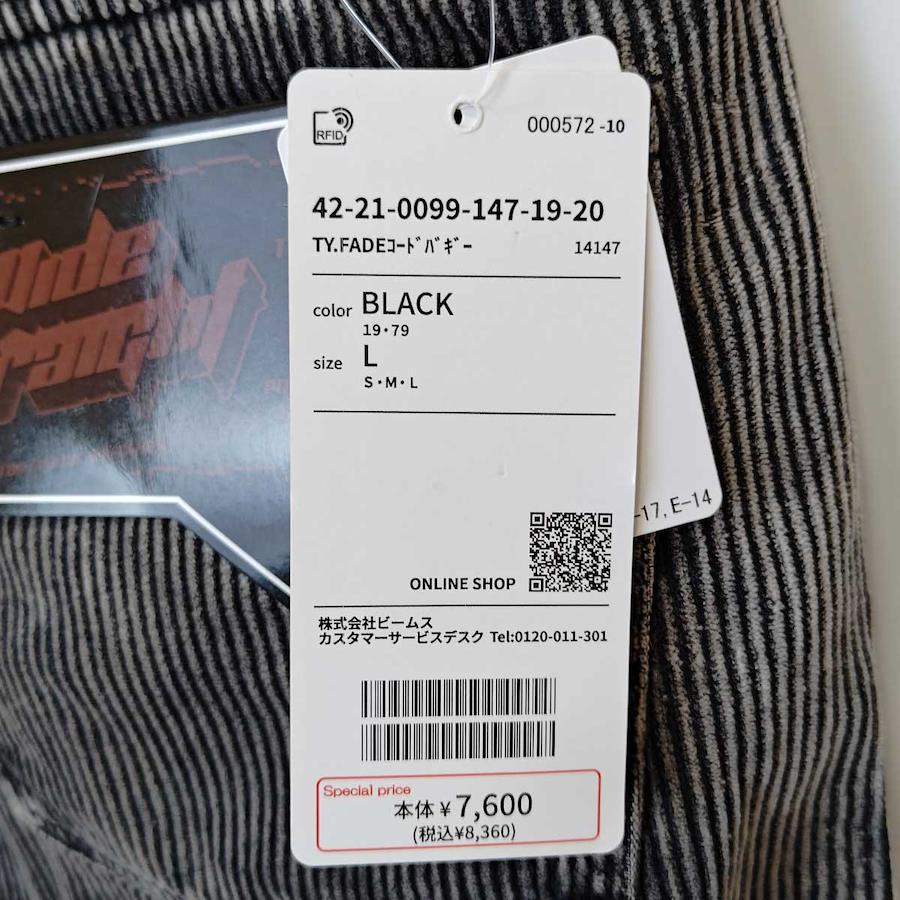 RFID
000572 -10
42-21-0099-147-19-20
TY.FADEｺｰﾄﾞﾊﾞｷﾞｰ 14147
color BLACK
19・79
size L
S・M・L
-17, E-14
ONLINE SHOP
株式会社ビームス
カスタマーサービスデスク Tel:0120-011-301
Special price
本体￥7,600
(税込¥8,360)